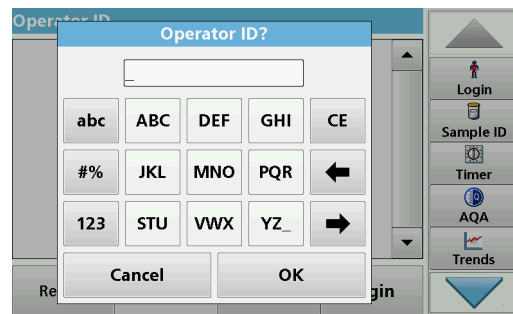 Operator ID
Operator ID?
_
abc ABC DEF GHI CE
#% JKL MNO PQR
123 STU VWX YZ_
Cancel OK
Login
Sample ID
Timer
AQA
Trends